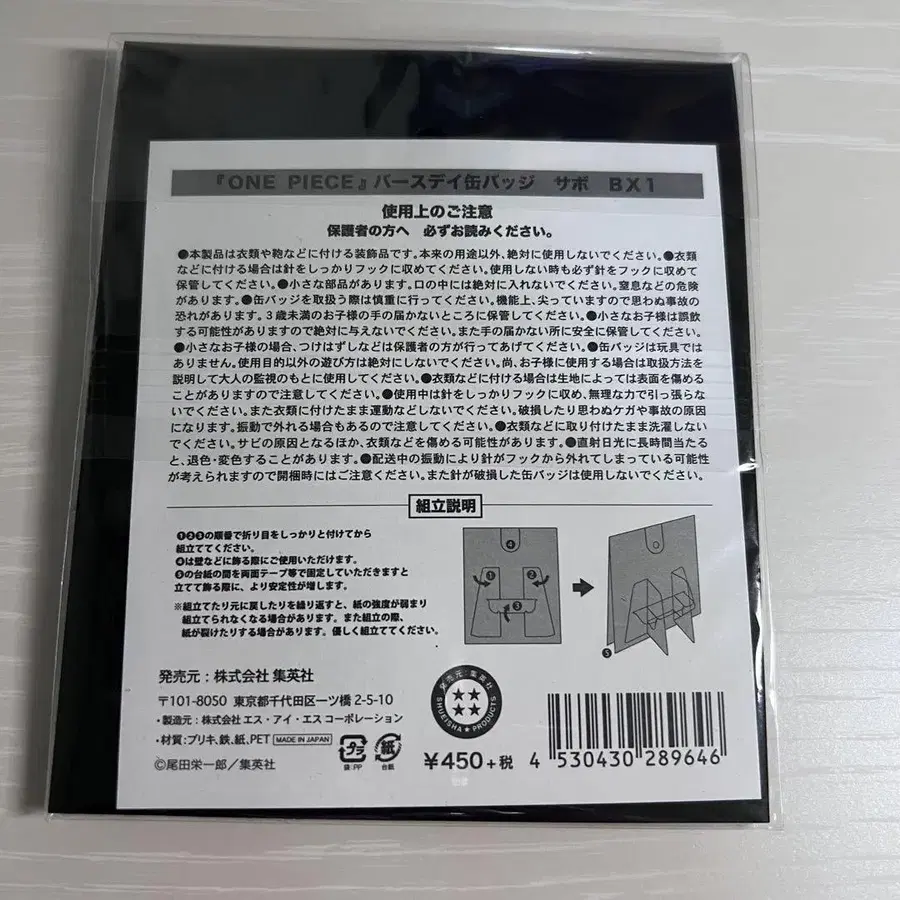 『ONE PIECE』バースデイ缶バッジ サボ BX1
使用上のご注意
保護者の方へ 必ずお読みください。
●本製品は衣類や鞄などに付ける装飾品です。本来の用途以外、絶対に使用しないでください。●衣類
などに付ける場合は針をしっかりフックに収めてください。使用しない時も必ず針をフックに収めて
保管してください。●小さな部品があります。口の中には絶対に入れないでください。窒息などの危険
があります。●缶バッジを取扱う際は慎重に行ってください。機能上、尖っていますので思わぬ事故の
恐れがあります。3歳未満のお子様の手の届かないところに保管してください。●小さなお子様は誤飲
する可能性がありますので絶対に与えないでください。また手の届かない所に安全に保管してください。
●小さなお子様の場合、つけはずしなどは保護者の方が行ってあげてください。●缶バッジは玩具では
ありません。使用目的以外の遊び方は絶対にしないでください。尚、お子様に使用する場合は取扱方法を
説明して大人の監視のもとに使用してください。●衣類などに付ける場合は生地によっては表面を傷める
ことがありますので注意してください。●使用中は針をしっかりフックに収め、無理な力で引っ張らな
いでください。また衣類に付けたまま運動などしないでください。破損したり思わぬケガや事故の原因
になります。振動で外れる場合もあるので注意してください。●衣類などに取り付けたまま洗濯しない
でください。サビの原因となるほか、衣類などを傷める可能性があります。●直射日光に長時間当たる
と、退色・変色することがあります。●配送中の振動により針がフックから外れてしまっている可能性
が考えられますので開梱時にはご注意ください。また針が破損した缶バッジは使用しないでください。
組立説明
❶❷❸の順番で折り目をしっかりと付けてから
組立ててください。
❹は壁などに飾る際にご使用いただけます。
❺の台紙の間を両面テープ等で固定していただきますと
立てて飾る際に、より安定性が増します。
※組立てたり元に戻したりを繰り返すと、紙の強度が弱まり
組立てられなくなる場合があります。また組立の際、
紙が裂けたりする場合があります。優しく組立ててください。
❹
❶ ❷
❸
❺
発売元：株式会社 集英社
〒101-8050 東京都千代田区一ツ橋 2-5-10
・製造元：株式会社 エス・アイ・エス コーポレーション
・材質：ブリキ、鉄、紙、PET MADE IN JAPAN
©尾田栄一郎／集英社
プラ
袋:PP
紙
台紙
発売元・集英社
SHUEISHA PRODUCTS
¥450＋税
4 530430 289646